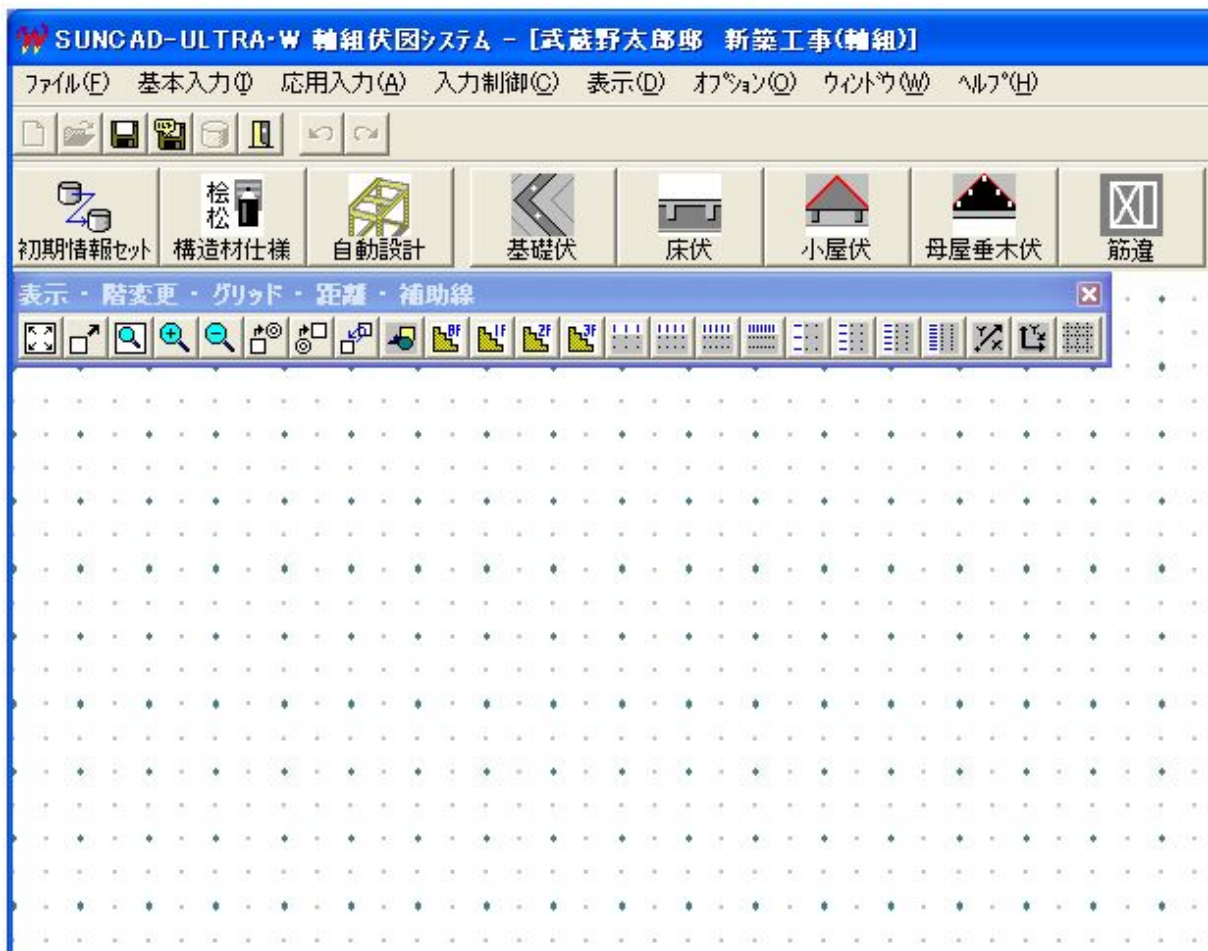 SUNCAD-ULTRA・W 軸組伏図システム - [武蔵野太郎邸 新築工事(軸組)]
ファイル(F) 基本入力(I) 応用入力(A) 入力制御(C) 表示(D) オプション(O) ウィンドウ(W) ヘルプ(H)
桧
松
初期情報セット 構造材仕様 自動設計 基礎伏 床伏 小屋伏 母屋垂木伏 筋違
表示・階変更・グリッド・距離・補助線
BF 1F 2F 3F Y X Y X